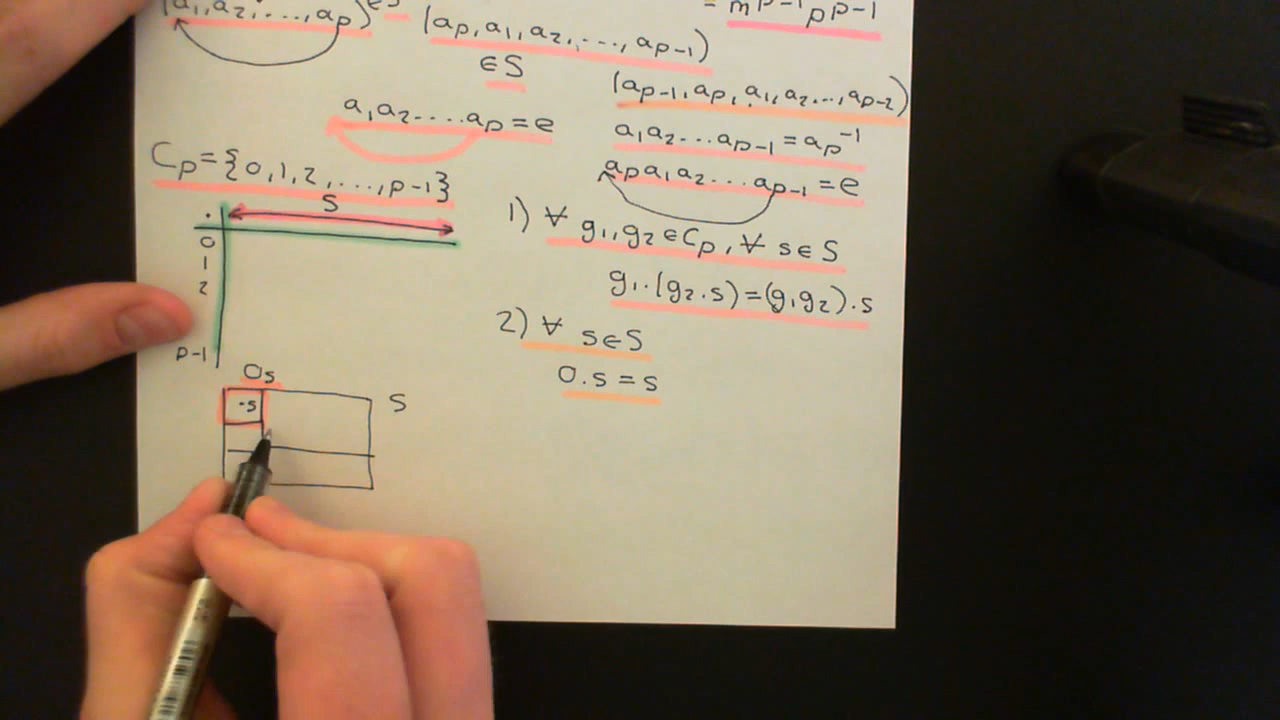 (a₁,a₂,...,ap) ∈S
= m^p-1 p^p-1
(ap,a₁,a₂,...,ap-1)
∈S
(ap-1,ap,a₁,a₂...,ap-2)
a₁a₂....ap=e
a₁a₂...ap-1=ap⁻¹
apa₁a₂...ap-1=e
Cp={0,1,2,...,p-1}
. S
0
1
2
p-1
1) ∀ g₁,g₂∈Cp,∀ s∈S
g₁.(g₂.s)=(g₁g₂).s
2) ∀ s∈S
0.s=s
Os
·s
S